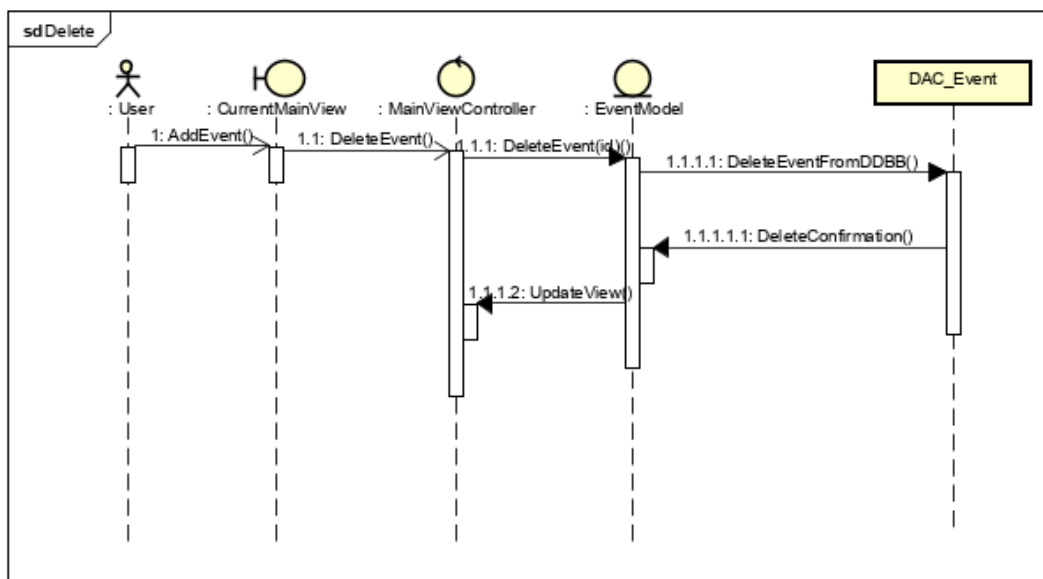 sd Delete
: User
: CurrentMainView
: MainViewController
: EventModel
DAC_Event
1: AddEvent()
1.1: DeleteEvent()
1.1.1: DeleteEvent(id)()
1.1.1.1: DeleteEventFromDDBB()
1.1.1.1.1: DeleteConfirmation()
1.1.1.2: UpdateView()